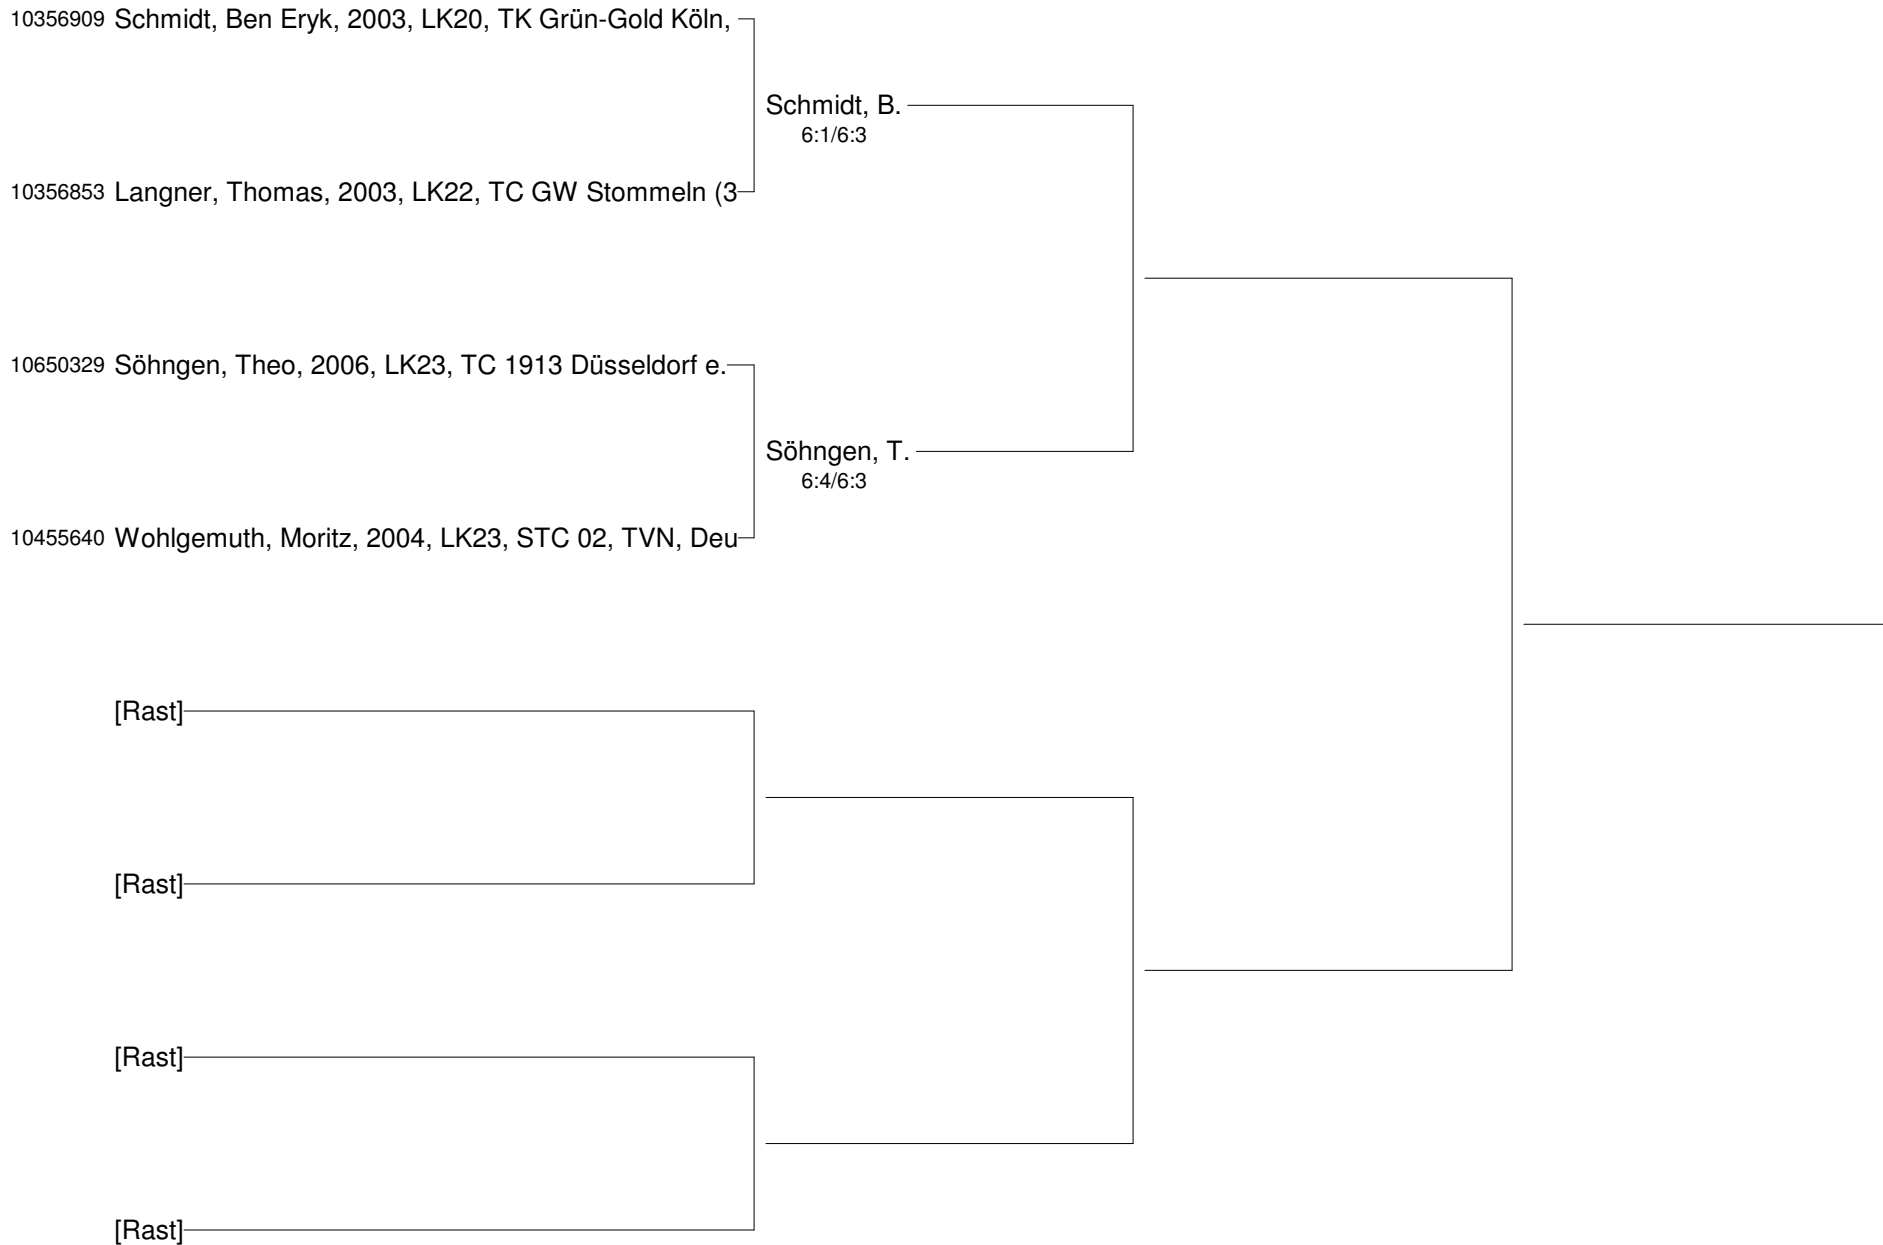 10356909 Schmidt, Ben Eryk, 2003, LK20, TK Grün-Gold Köln,
Schmidt, B.
6:1/6:3
10356853 Langner, Thomas, 2003, LK22, TC GW Stommeln (3
10650329 Söhngen, Theo, 2006, LK23, TC 1913 Düsseldorf e.
Söhngen, T.
6:4/6:3
10455640 Wohlgemuth, Moritz, 2004, LK23, STC 02, TVN, Deu
[Rast]
[Rast]
[Rast]
[Rast]